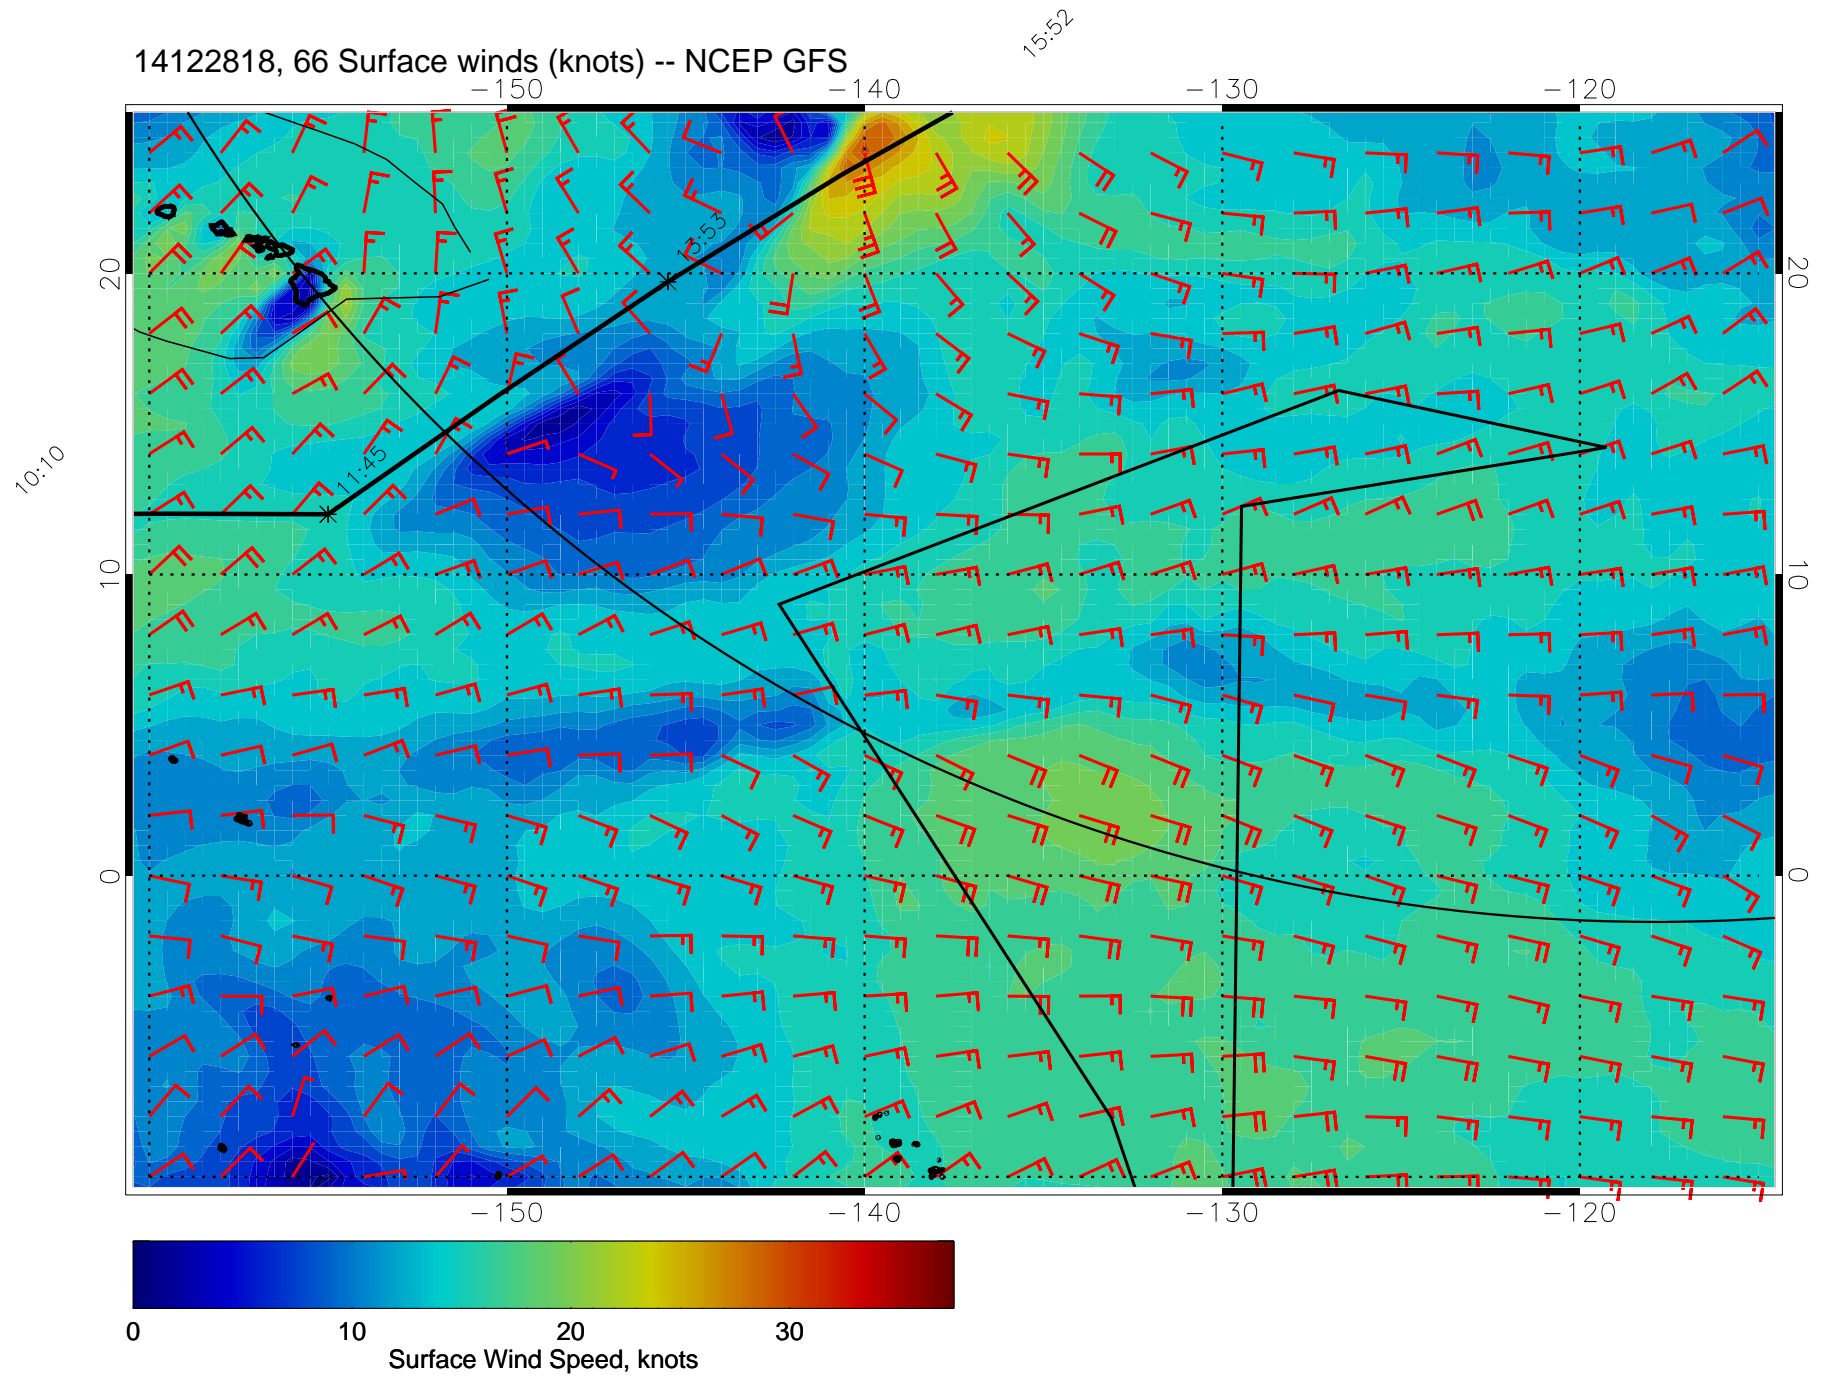 15:52
14122818, 66 Surface winds (knots) -- NCEP GFS
-150 -140 -130 -120
13:53
20 20
10:10
11:45
10 10
0 0
-150 -140 -130 -120
0 10 20 30
Surface Wind Speed, knots